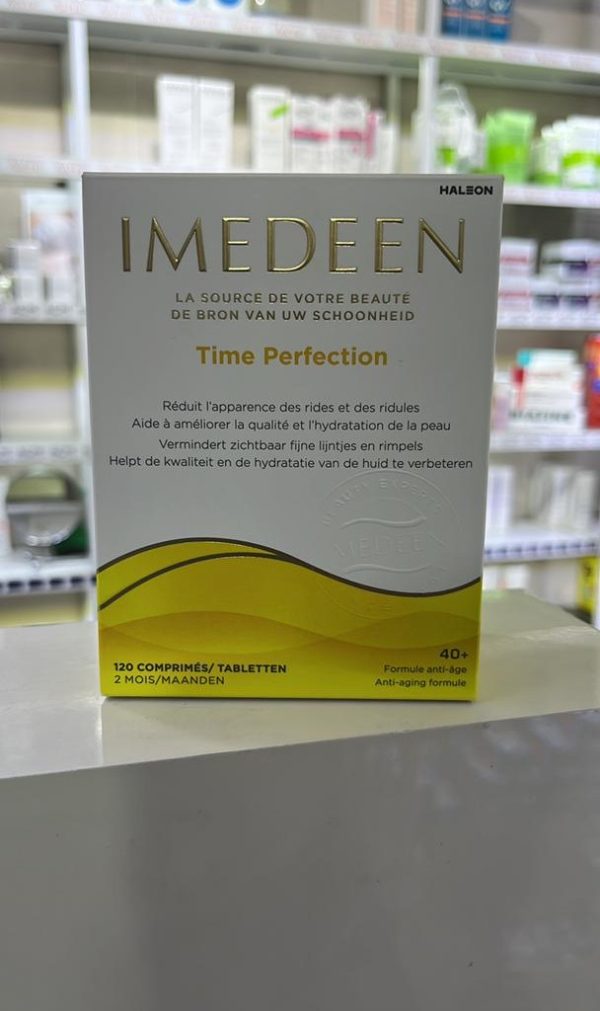 HALEON
IMEDEEN
LA SOURCE DE VOTRE BEAUTÉ
DE BRON VAN UW SCHOONHEID
Time Perfection
Réduit l'apparence des rides et des ridules
Aide à améliorer la qualité et l'hydratation de la peau
Vermindert zichtbaar fijne lijntjes en rimpels
Helpt de kwaliteit en de hydratatie van de huid te verbeteren
IMEDEEN
120 COMPRIMÉS/ TABLETTEN
2 MOIS/MAANDEN
40+
Formule anti-âge
Anti-aging formule